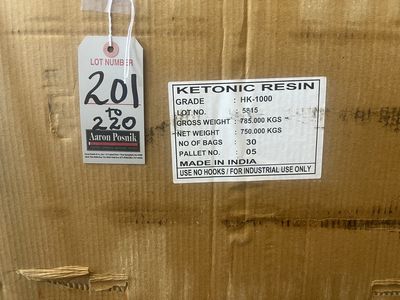 LOT NUMBER
201
TO
220
Aaron Posnik
KETONIC RESIN
GRADE : HK-1000
LOT NO. : 5815
GROSS WEIGHT : 785.000 KGS
NET WEIGHT : 750.000 KGS
NO OF BAGS : 30
PALLET NO. : 05
MADE IN INDIA
USE NO HOOKS / FOR INDUSTRIAL USE ONLY